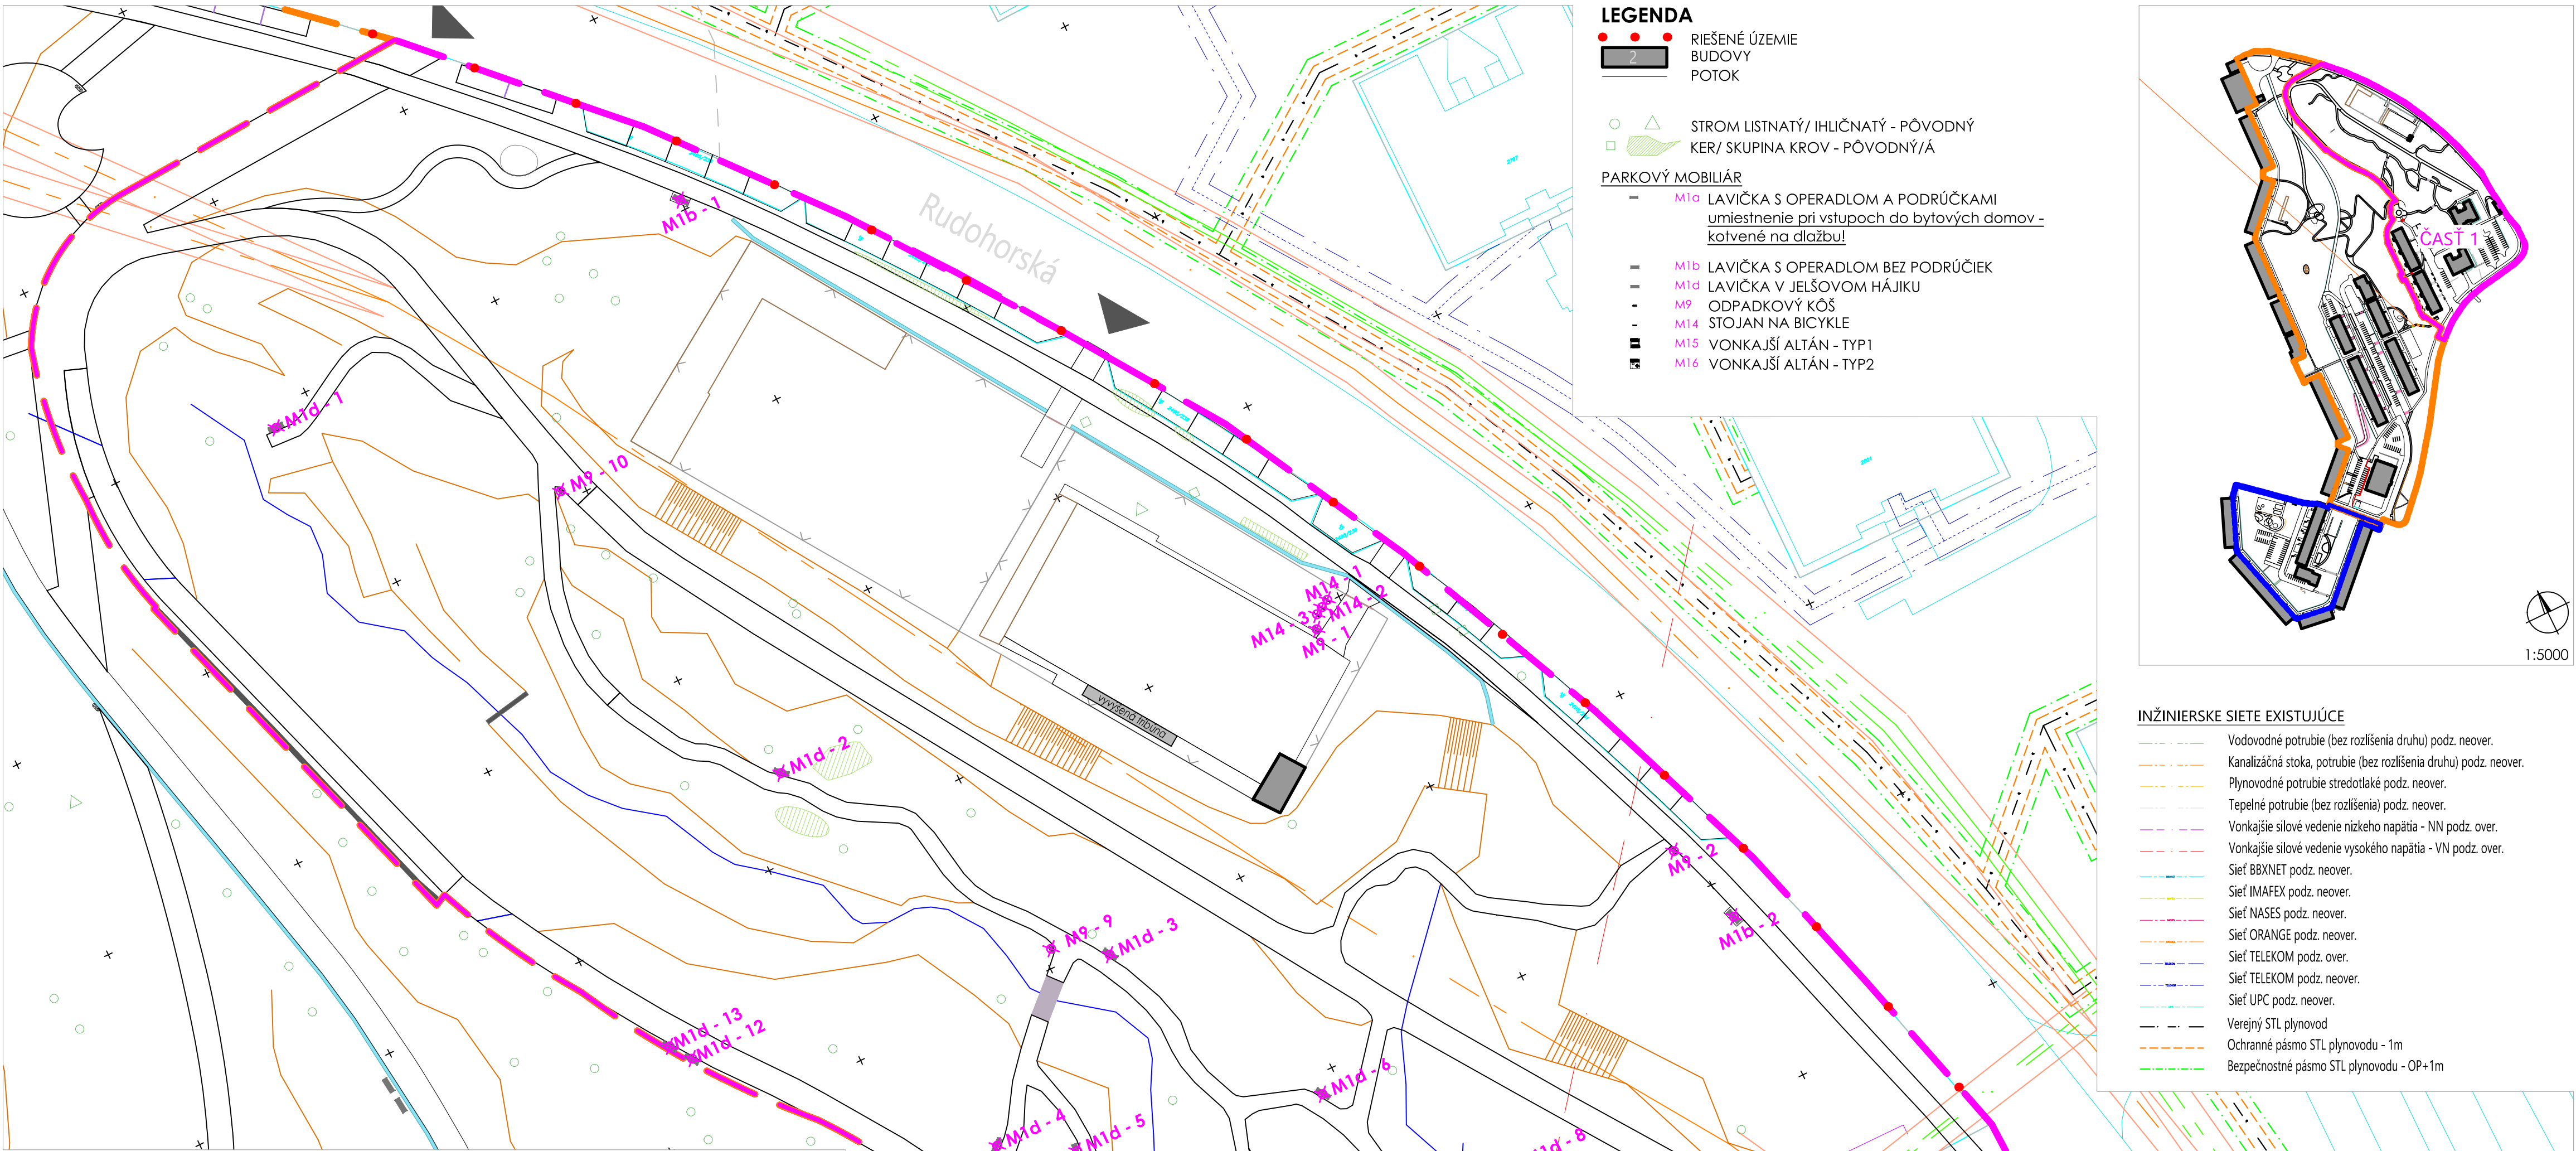 LEGENDA
RIEŠENÉ ÚZEMIE
2
BUDOVY
POTOK
STROM LISTNATÝ/ IHLIČNATÝ - PÔVODNÝ
KER/ SKUPINA KROV - PÔVODNÝ/Á
PARKOVÝ MOBILIÁR
M1a LAVIČKA S OPERADLOM A PODRÚČKAMI
umiestnenie pri vstupoch do bytových domov -
kotvené na dlažbu!
M1b LAVIČKA S OPERADLOM BEZ PODRÚČIEK
M1d LAVIČKA V JELŠOVOM HÁJIKU
M9 ODPADKOVÝ KÔŠ
M14 STOJAN NA BICYKLE
M15 VONKAJŠÍ ALTÁN - TYP1
M16 VONKAJŠÍ ALTÁN - TYP2
ČASŤ 1
1:5000
INŽINIERSKE SIETE EXISTUJÚCE
Vodovodné potrubie (bez rozlíšenia druhu) podz. neover.
Kanalizáčná stoka, potrubie (bez rozlíšenia druhu) podz. neover.
Plynovodné potrubie stredotlaké podz. neover.
Tepelné potrubie (bez rozlíšenia) podz. neover.
Vonkajšie silové vedenie nizkeho napätia - NN podz. over.
Vonkajšie silové vedenie vysokého napätia - VN podz. over.
Sieť BBXNET podz. neover.
Sieť IMAFEX podz. neover.
Sieť NASES podz. neover.
Sieť ORANGE podz. neover.
Sieť TELEKOM podz. over.
Sieť TELEKOM podz. neover.
Sieť UPC podz. neover.
Verejný STL plynovod
Ochranné pásmo STL plynovodu - 1m
Bezpečnostné pásmo STL plynovodu - OP+1m
Rudohorská
M1b - 1
M1d - 1
M9 - 10
M14 - 1
M14 - 2
M14 - 3
M9 - 1
vyvýšená tribuna
M1d - 2
M9 - 2
M1b - 2
M9 - 9
M1d - 3
M1d - 13
M1d - 12
M1d - 6
M1d - 4
M1d - 5
1d - 8